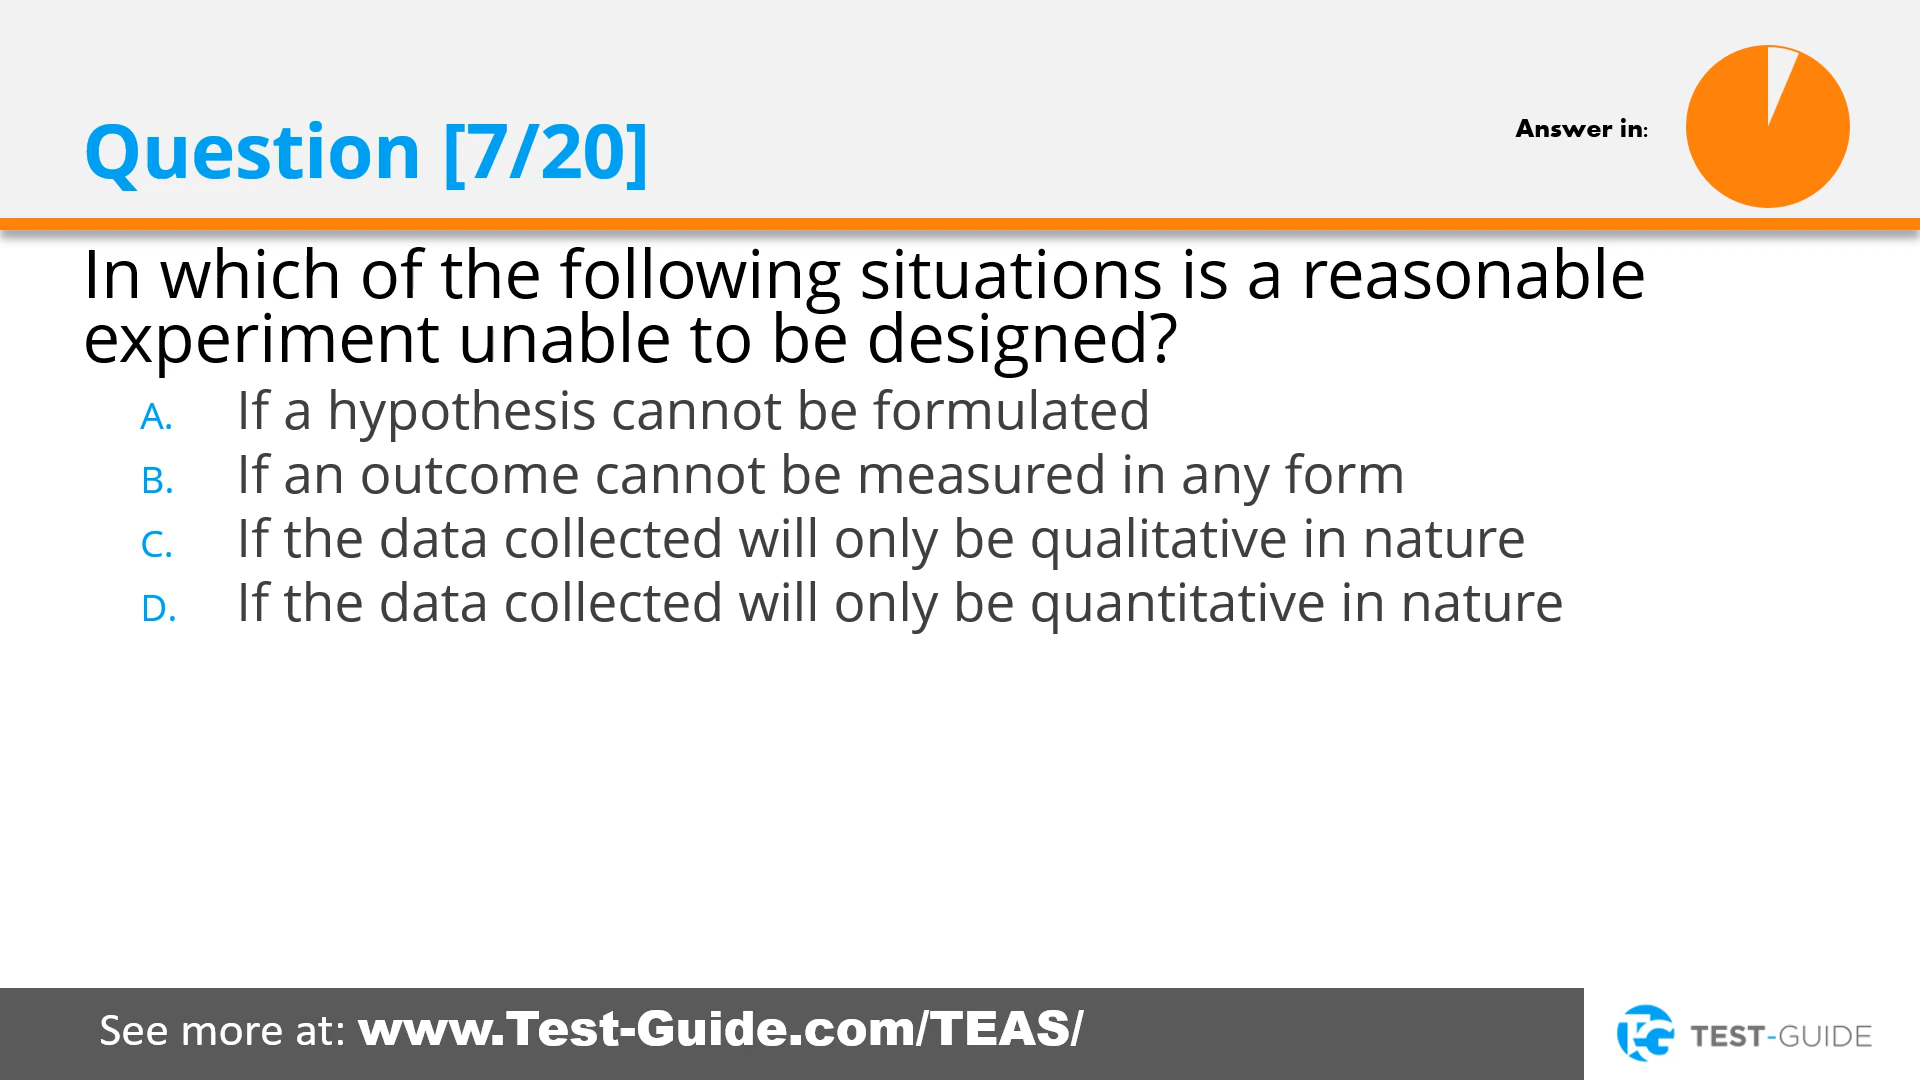 Question [7/20]
Answer in:
In which of the following situations is a reasonable
experiment unable to be designed?
A. If a hypothesis cannot be formulated
B. If an outcome cannot be measured in any form
C. If the data collected will only be qualitative in nature
D. If the data collected will only be quantitative in nature
See more at: www.Test-Guide.com/TEAS/
TEST-GUIDE